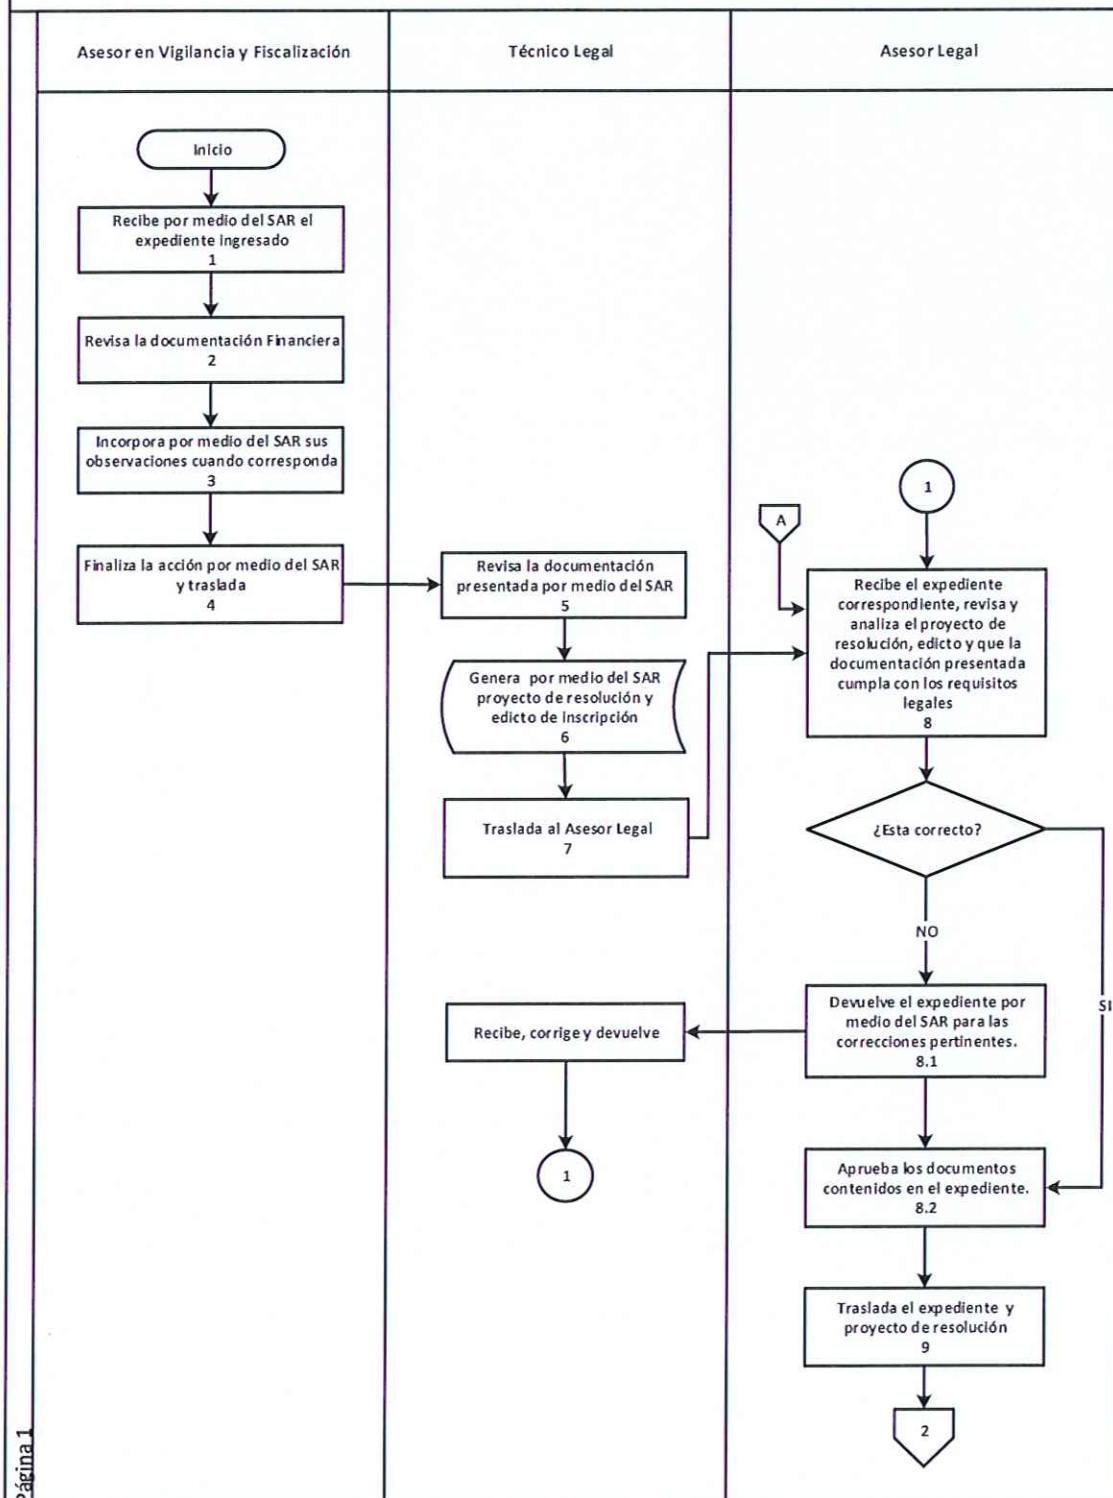 Asesor en Vigilancia y Fiscalización
Técnico Legal
Asesor Legal
Inicio
Recibe por medio del SAR el
expediente ingresado
1
Revisa la documentación Financiera
2
Incorpora por medio del SAR sus
observaciones cuando corresponda
3
Finaliza la acción por medio del SAR
y traslada
4
Revisa la documentación
presentada por medio del SAR
5
Genera por medio del SAR
proyecto de resolución y
edicto de inscripción
6
Traslada al Asesor Legal
7
1
A
Recibe el expediente
correspondiente, revisa y
analiza el proyecto de
resolución, edicto y que la
documentación presentada
cumpla con los requisitos
legales
8
¿Esta correcto?
NO
SI
Devuelve el expediente por
medio del SAR para las
correcciones pertinentes.
8.1
Recibe, corrige y devuelve
1
Aprueba los documentos
contenidos en el expediente.
8.2
Traslada el expediente y
proyecto de resolución
9
2
Página 1